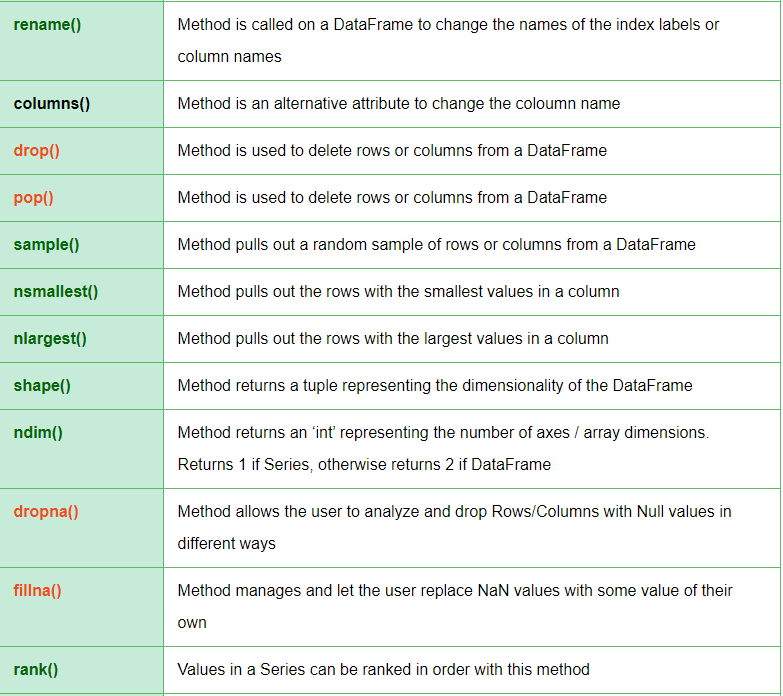 rename() Method is called on a DataFrame to change the names of the index labels or
column names
columns() Method is an alternative attribute to change the coloumn name
drop() Method is used to delete rows or columns from a DataFrame
pop() Method is used to delete rows or columns from a DataFrame
sample() Method pulls out a random sample of rows or columns from a DataFrame
nsmallest() Method pulls out the rows with the smallest values in a column
nlargest() Method pulls out the rows with the largest values in a column
shape() Method returns a tuple representing the dimensionality of the DataFrame
ndim() Method returns an ‘int’ representing the number of axes / array dimensions.
Returns 1 if Series, otherwise returns 2 if DataFrame
dropna() Method allows the user to analyze and drop Rows/Columns with Null values in
different ways
fillna() Method manages and let the user replace NaN values with some value of their
own
rank() Values in a Series can be ranked in order with this method